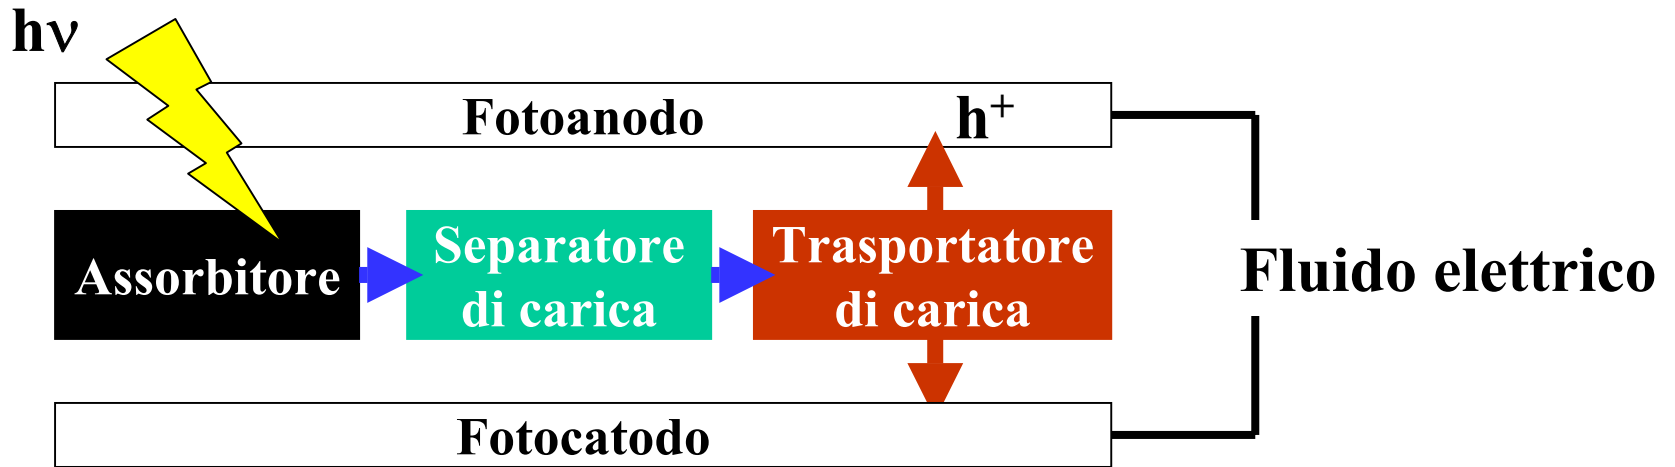 hν
Fotoanodo h⁺
Assorbitore
Separatore
di carica
Trasportatore
di carica
Fluido elettrico
Fotocatodo